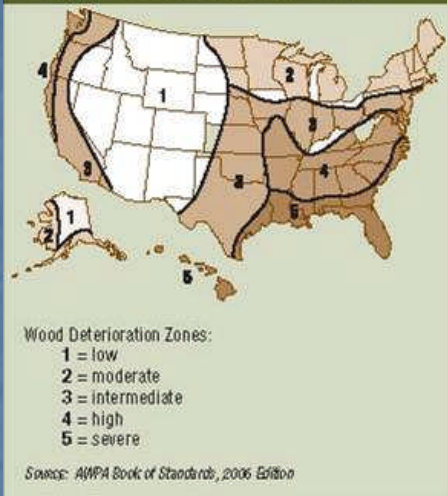 4
1
2
3
3
3
4
5
1
2
5
Wood Deterioration Zones:
1 = low
2 = moderate
3 = intermediate
4 = high
5 = severe
Source: AWPA Book of Standards, 2006 Edition